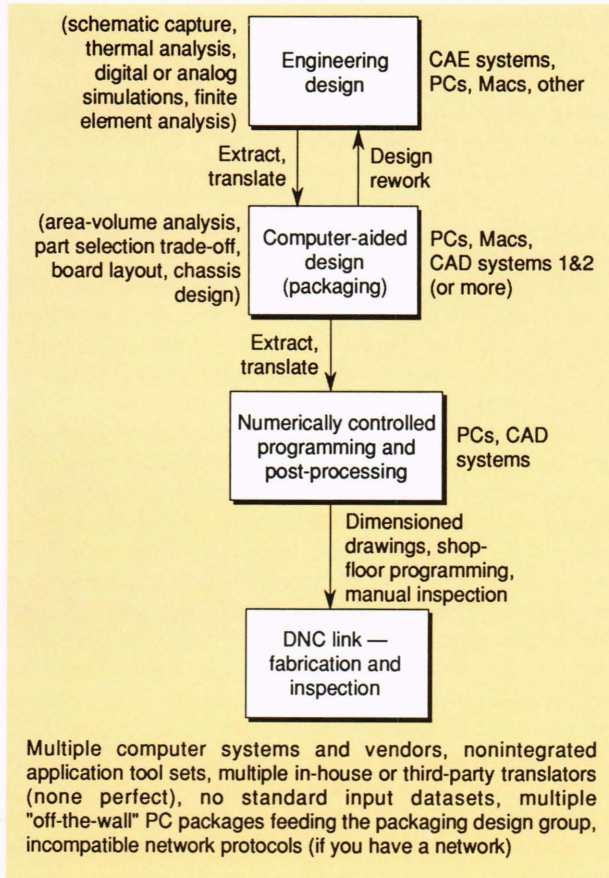 (schematic capture,
thermal analysis,
digital or analog
simulations, finite
element analysis)
Engineering
design
CAE systems,
PCs, Macs, other
Extract,
translate
Design
rework
(area-volume analysis,
part selection trade-off,
board layout, chassis
design)
Computer-aided
design
(packaging)
PCs, Macs,
CAD systems 1&2
(or more)
Extract,
translate
Numerically controlled
programming and
post-processing
PCs, CAD
systems
Dimensioned
drawings, shop-
floor programming,
manual inspection
DNC link —
fabrication and
inspection
Multiple computer systems and vendors, nonintegrated
application tool sets, multiple in-house or third-party translators
(none perfect), no standard input datasets, multiple
"off-the-wall" PC packages feeding the packaging design group,
incompatible network protocols (if you have a network)